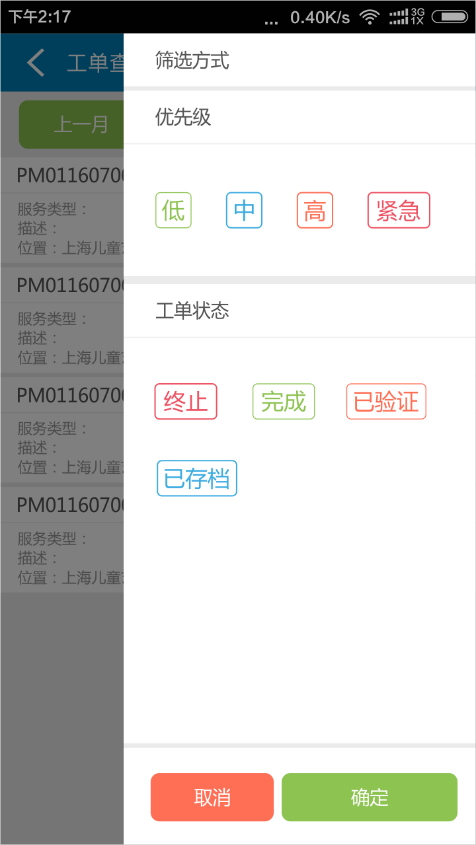 下午2:17 ... 0.40K/s 3G 1X
工单查
上一月
PM01160706
服务类型：
描述：
位置：上海儿童
PM01160706
服务类型：
描述：
位置：上海儿童
PM01160706
服务类型：
描述：
位置：上海儿童
PM01160706
服务类型：
描述：
位置：上海儿童
筛选方式
优先级
低 中 高 紧急
工单状态
终止 完成 已验证
已存档
取消 确定